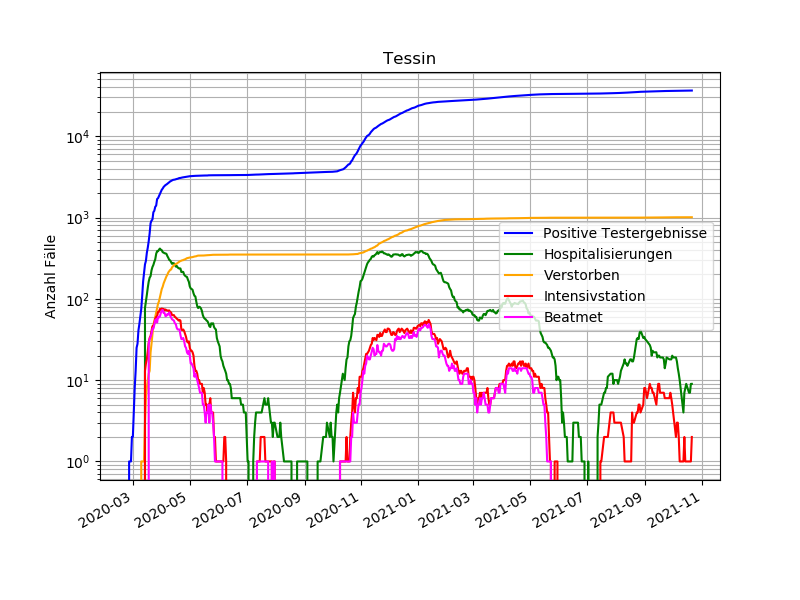 Tessin
Anzahl Fälle
10^4
10^3
10^2
10^1
10^0
Positive Testergebnisse
Hospitalisierungen
Verstorben
Intensivstation
Beatmet
2020-03
2020-05
2020-07
2020-09
2020-11
2021-01
2021-03
2021-05
2021-07
2021-09
2021-11